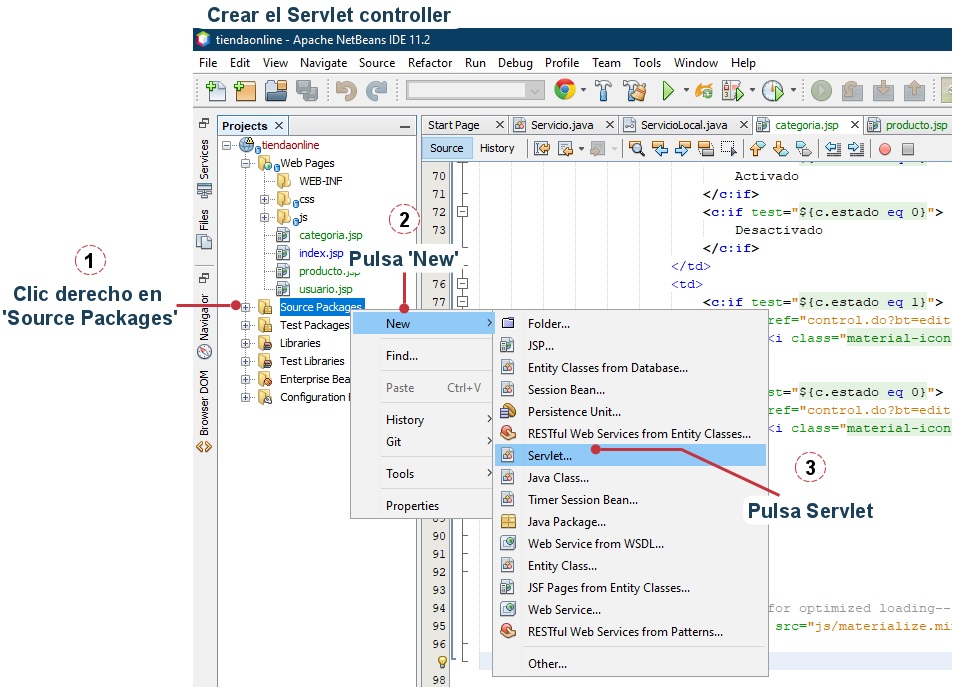 Crear el Servlet controller
tiendaonline - Apache NetBeans IDE 11.2
File Edit View Navigate Source Refactor Run Debug Profile Team Tools Window Help
Projects
Start Page
Servicio.java
ServicioLocal.java
categoria.jsp
producto.jsp
Source History
Services
Files
Navigator
Browser DOM
tiendaonline
Web Pages
WEB-INF
css
js
categoria.jsp
index.jsp
producto.jsp
usuario.jsp
Source Packages
Test Packages
Libraries
Test Libraries
Enterprise Bea
Configuration
1
Clic derecho en
'Source Packages'
2
Pulsa 'New'
New
Find...
Paste Ctrl+V
History
Git
Tools
Properties
Folder...
JSP...
Entity Classes from Database...
Session Bean...
Persistence Unit...
RESTful Web Services from Entity Classes...
Servlet...
Java Class...
Timer Session Bean...
Java Package...
Web Service from WSDL...
Entity Class...
JSF Pages from Entity Classes...
Web Service...
RESTful Web Services from Patterns...
Other...
3
Pulsa Servlet
70 Activado
71 </c:if>
72 <c:if test="${c.estado eq 0}">
73 Desactivado
</c:if>
</td>
76 <td>
77 <c:if test="${c.estado eq 1}">
ref="control.do?bt=edit
<i class="material-icon
${c.estado eq 0}">
ref="control.do?bt=edit
<i class="material-icon
90
91
92
93
94 for optimized loading--
95 src="js/materialize.mi
96
98